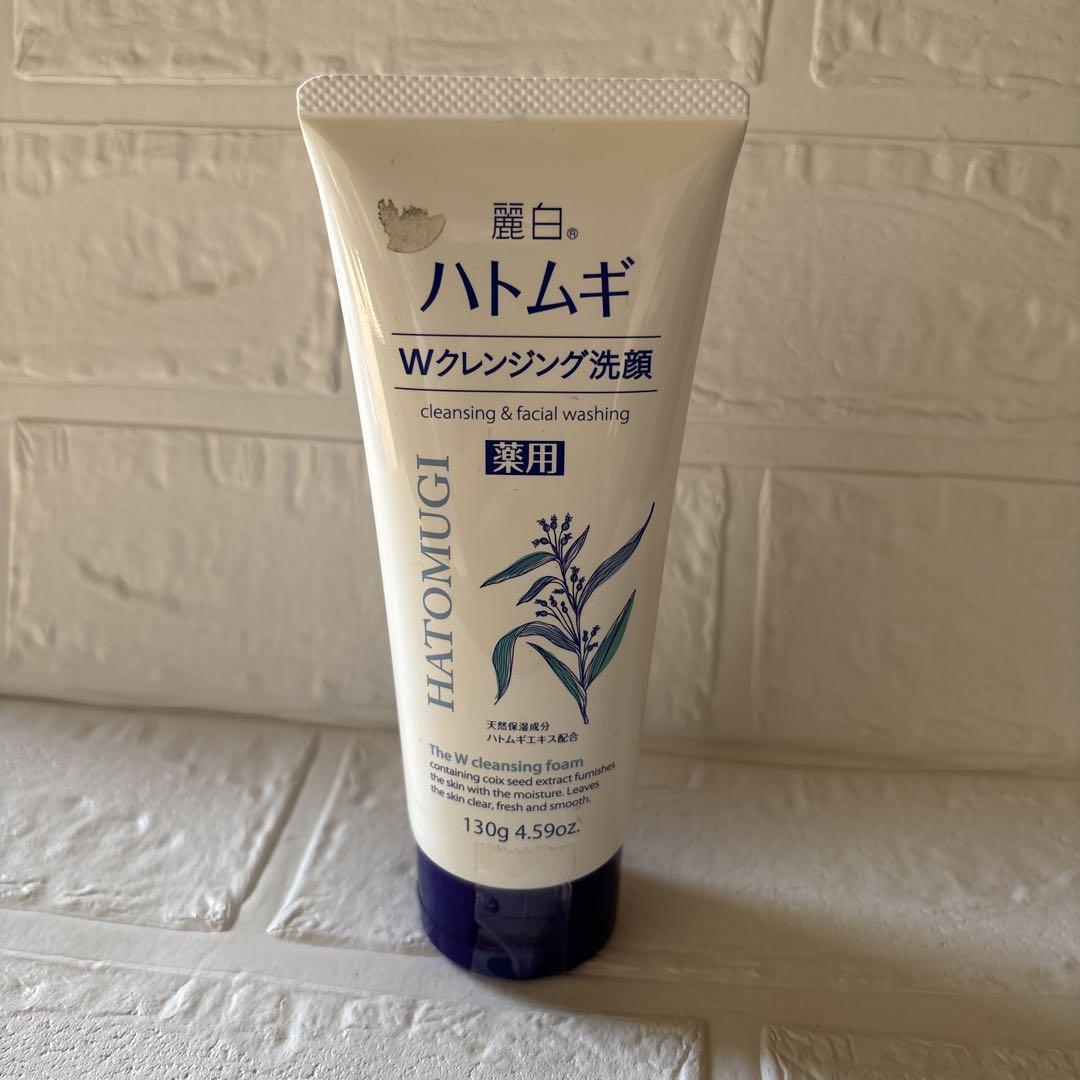 麗白®
ハトムギ
Wクレンジング洗顔
cleansing & facial washing
薬用
HATOMUGI
天然保湿成分
ハトムギエキス配合
The W cleansing foam
containing coix seed extract furnishes
the skin with the moisture. Leaves
the skin clear, fresh and smooth.
130g 4.59oz.